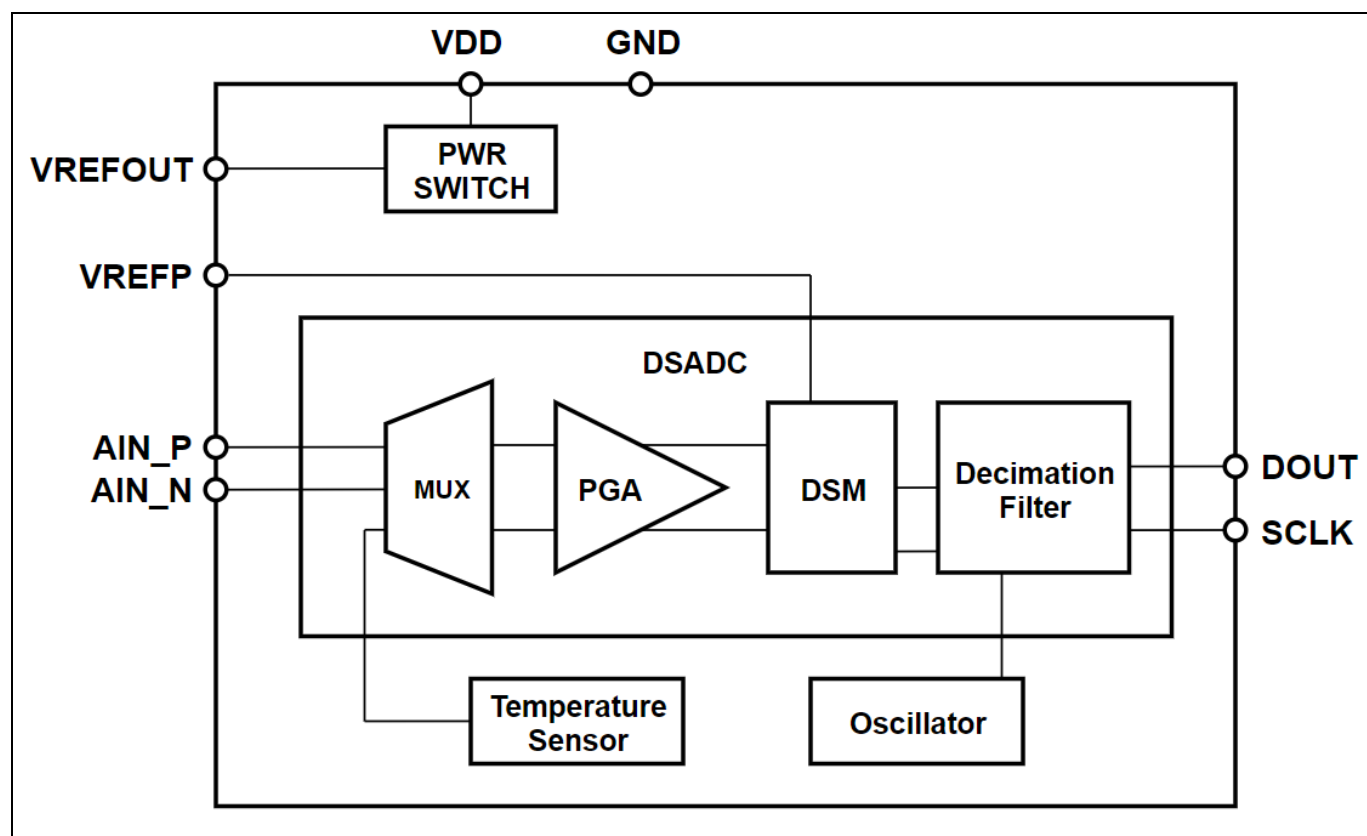 VDD
GND
VREFOUT
PWR
SWITCH
VREFP
DSADC
AIN_P
AIN_N
MUX
PGA
DSM
Decimation
Filter
DOUT
SCLK
Temperature
Sensor
Oscillator